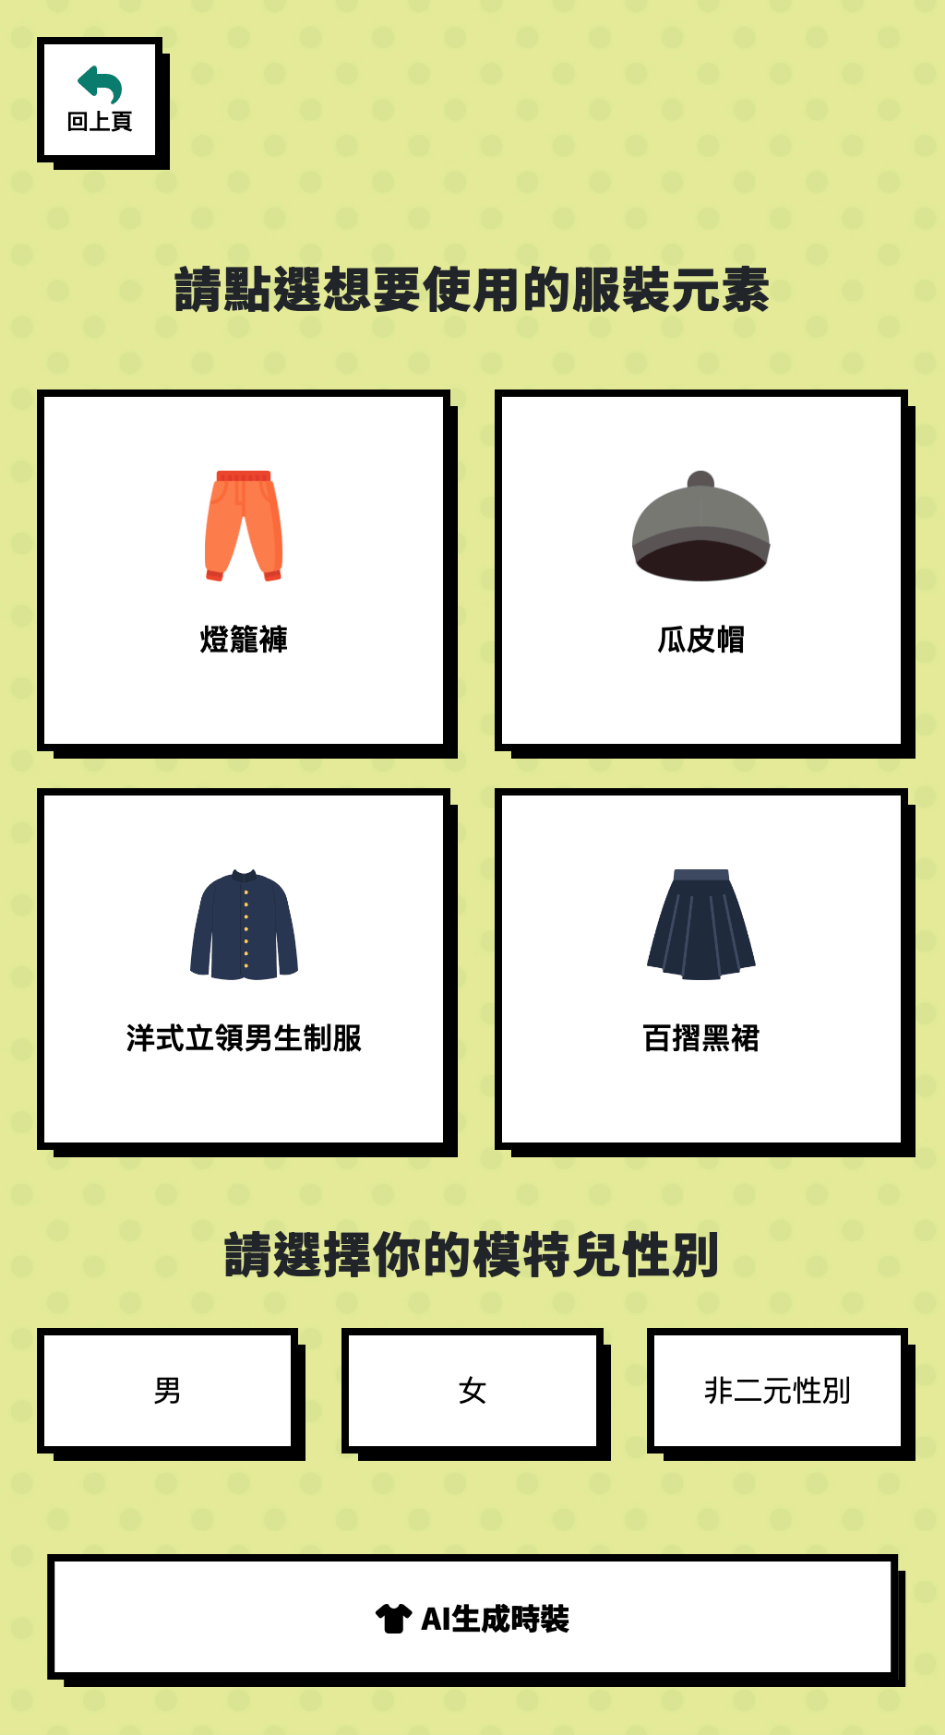 回上頁
請點選想要使用的服裝元素
燈籠褲
瓜皮帽
洋式立領男生制服
百摺黑裙
請選擇你的模特兒性別
男
女
非二元性別
AI生成時裝